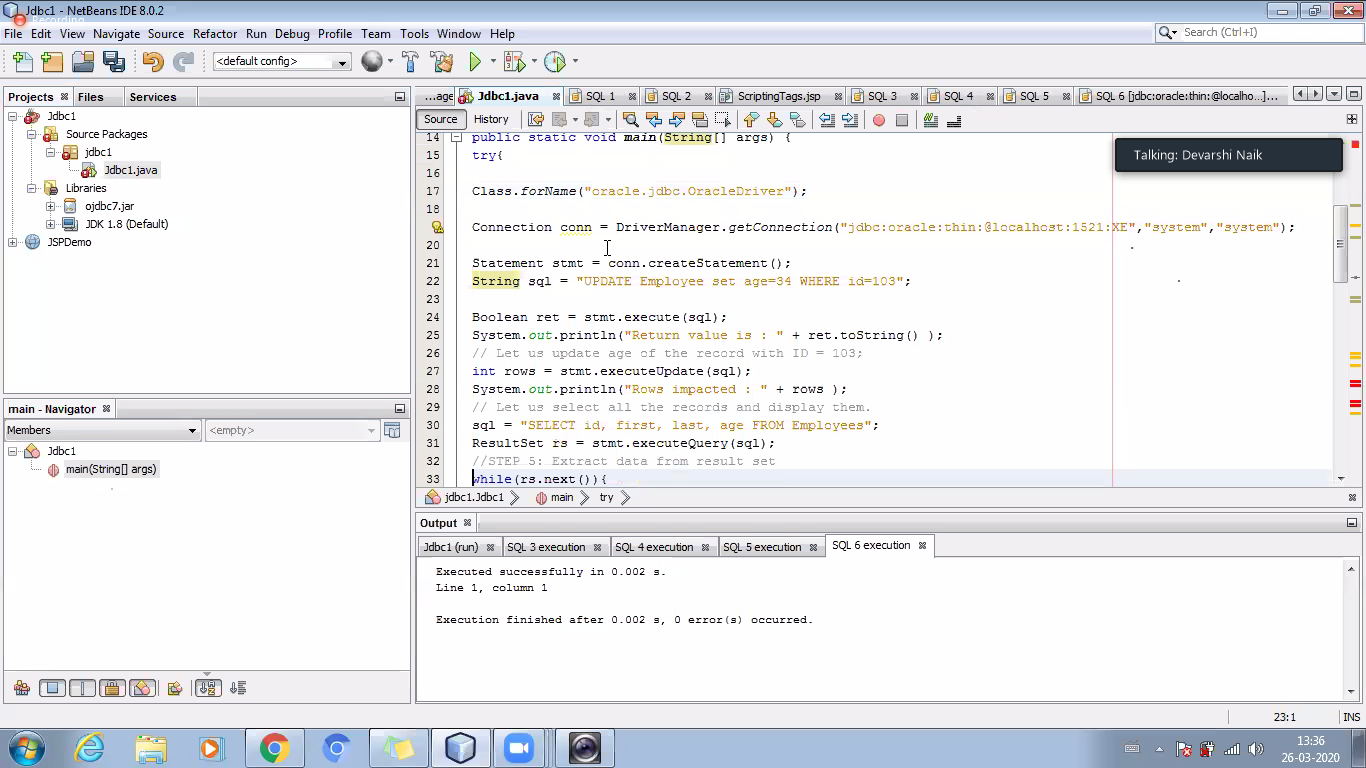 Jdbc1 - NetBeans IDE 8.0.2
Recording
File Edit View Navigate Source Refactor Run Debug Profile Team Tools Window Help
Search (Ctrl+I)
<default config>
Projects Files Services
Jdbc1
Source Packages
jdbc1
Jdbc1.java
Libraries
ojdbc7.jar
JDK 1.8 (Default)
JSPDemo
main - Navigator
Members
<empty>
Jdbc1
main(String[] args)
...age Jdbc1.java SQL 1 SQL 2 ScriptingTags.jsp SQL 3 SQL 4 SQL 5 SQL 6 [jdbc:oracle:thin:@localho...]...
Source History
Talking: Devarshi Naik
14 public static void main(String[] args) {
15 try{
16
17 Class.forName("oracle.jdbc.OracleDriver");
18
Connection conn = DriverManager.getConnection("jdbc:oracle:thin:@localhost:1521:XE","system","system");
20
21 Statement stmt = conn.createStatement();
22 String sql = "UPDATE Employee set age=34 WHERE id=103";
23
24 Boolean ret = stmt.execute(sql);
25 System.out.println("Return value is : " + ret.toString() );
26 // Let us update age of the record with ID = 103;
27 int rows = stmt.executeUpdate(sql);
28 System.out.println("Rows impacted : " + rows );
29 // Let us select all the records and display them.
30 sql = "SELECT id, first, last, age FROM Employees";
31 ResultSet rs = stmt.executeQuery(sql);
32 //STEP 5: Extract data from result set
33 while(rs.next()){
jdbc1.Jdbc1 main try
Output
Jdbc1 (run) SQL 3 execution SQL 4 execution SQL 5 execution SQL 6 execution
Executed successfully in 0.002 s.
Line 1, column 1
Execution finished after 0.002 s, 0 error(s) occurred.
23:1 INS
13:36
26-03-2020